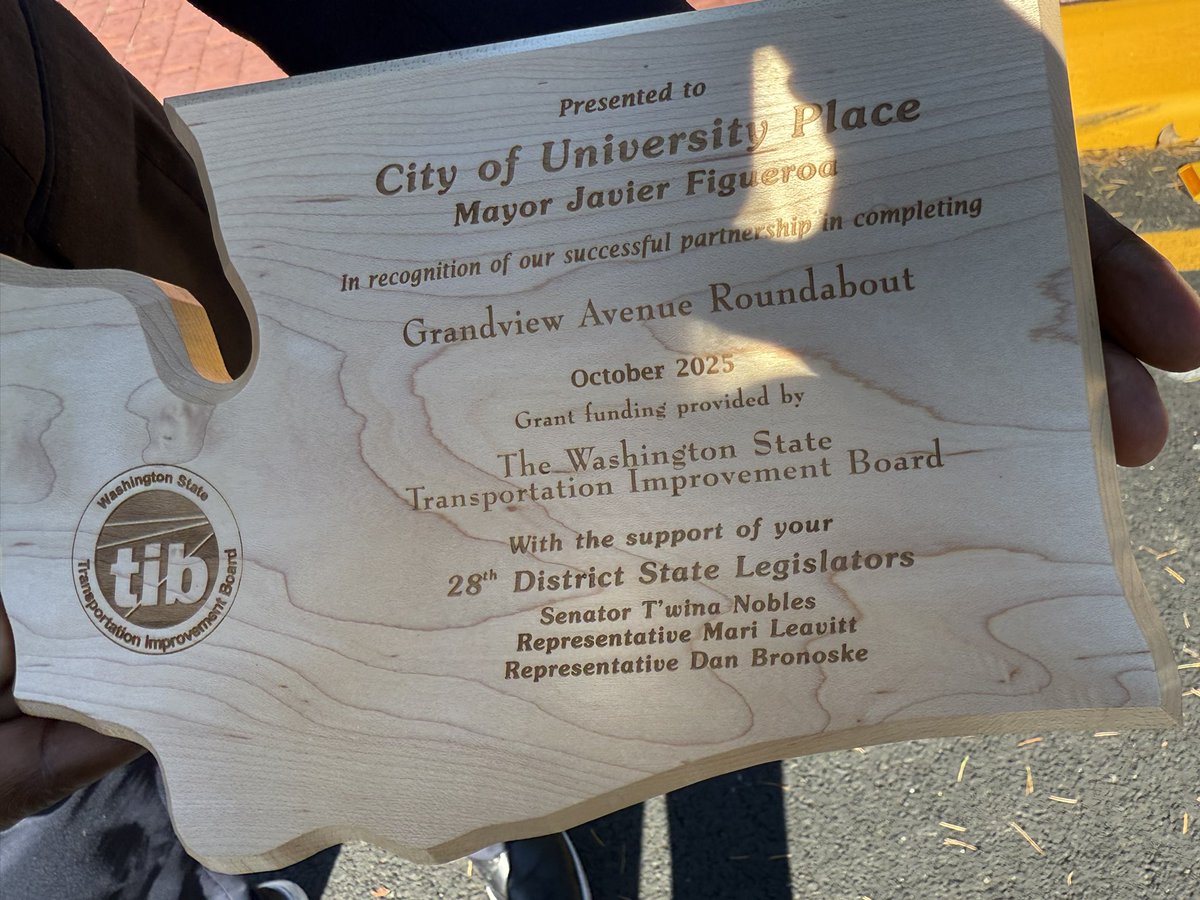 Presented to
City of University Place
Mayor Javier Figueroa
In recognition of our successful partnership in completing
Grandview Avenue Roundabout
October 2025
Grant funding provided by
The Washington State
Transportation Improvement Board
With the support of your
28th District State Legislators
Senator T'wina Nobles
Representative Mari Leavitt
Representative Dan Bronoske
Washington State
tib
Transportation Improvement Board